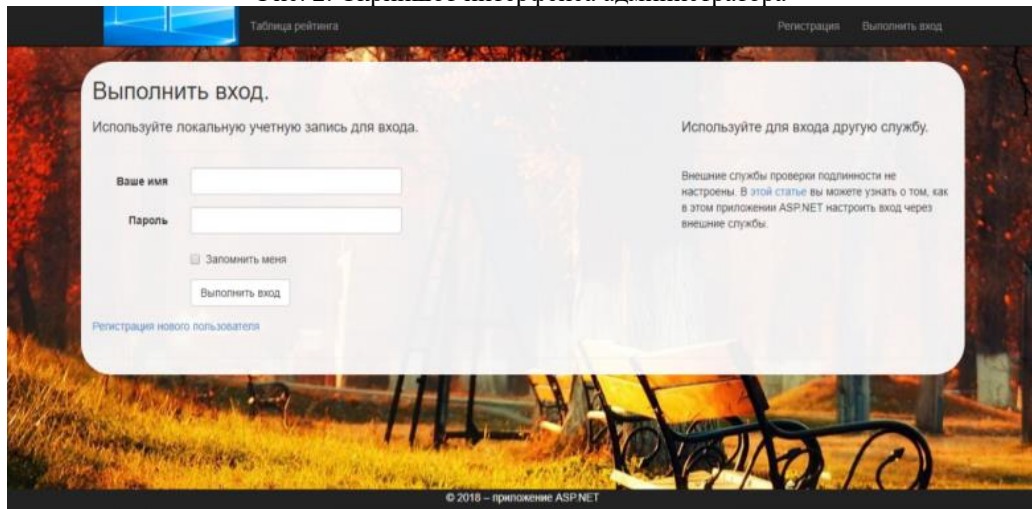 Таблица рейтинга
Регистрация Выполнить вход
Выполнить вход.
Используйте локальную учетную запись для входа.
Ваше имя
Пароль
Запомнить меня
Выполнить вход
Регистрация нового пользователя
Используйте для входа другую службу.
Внешние службы проверки подлинности не
настроены. В этой статье вы можете узнать о том, как
в этом приложении ASP.NET настроить вход через
внешние службы.
© 2018 – приложение ASP.NET